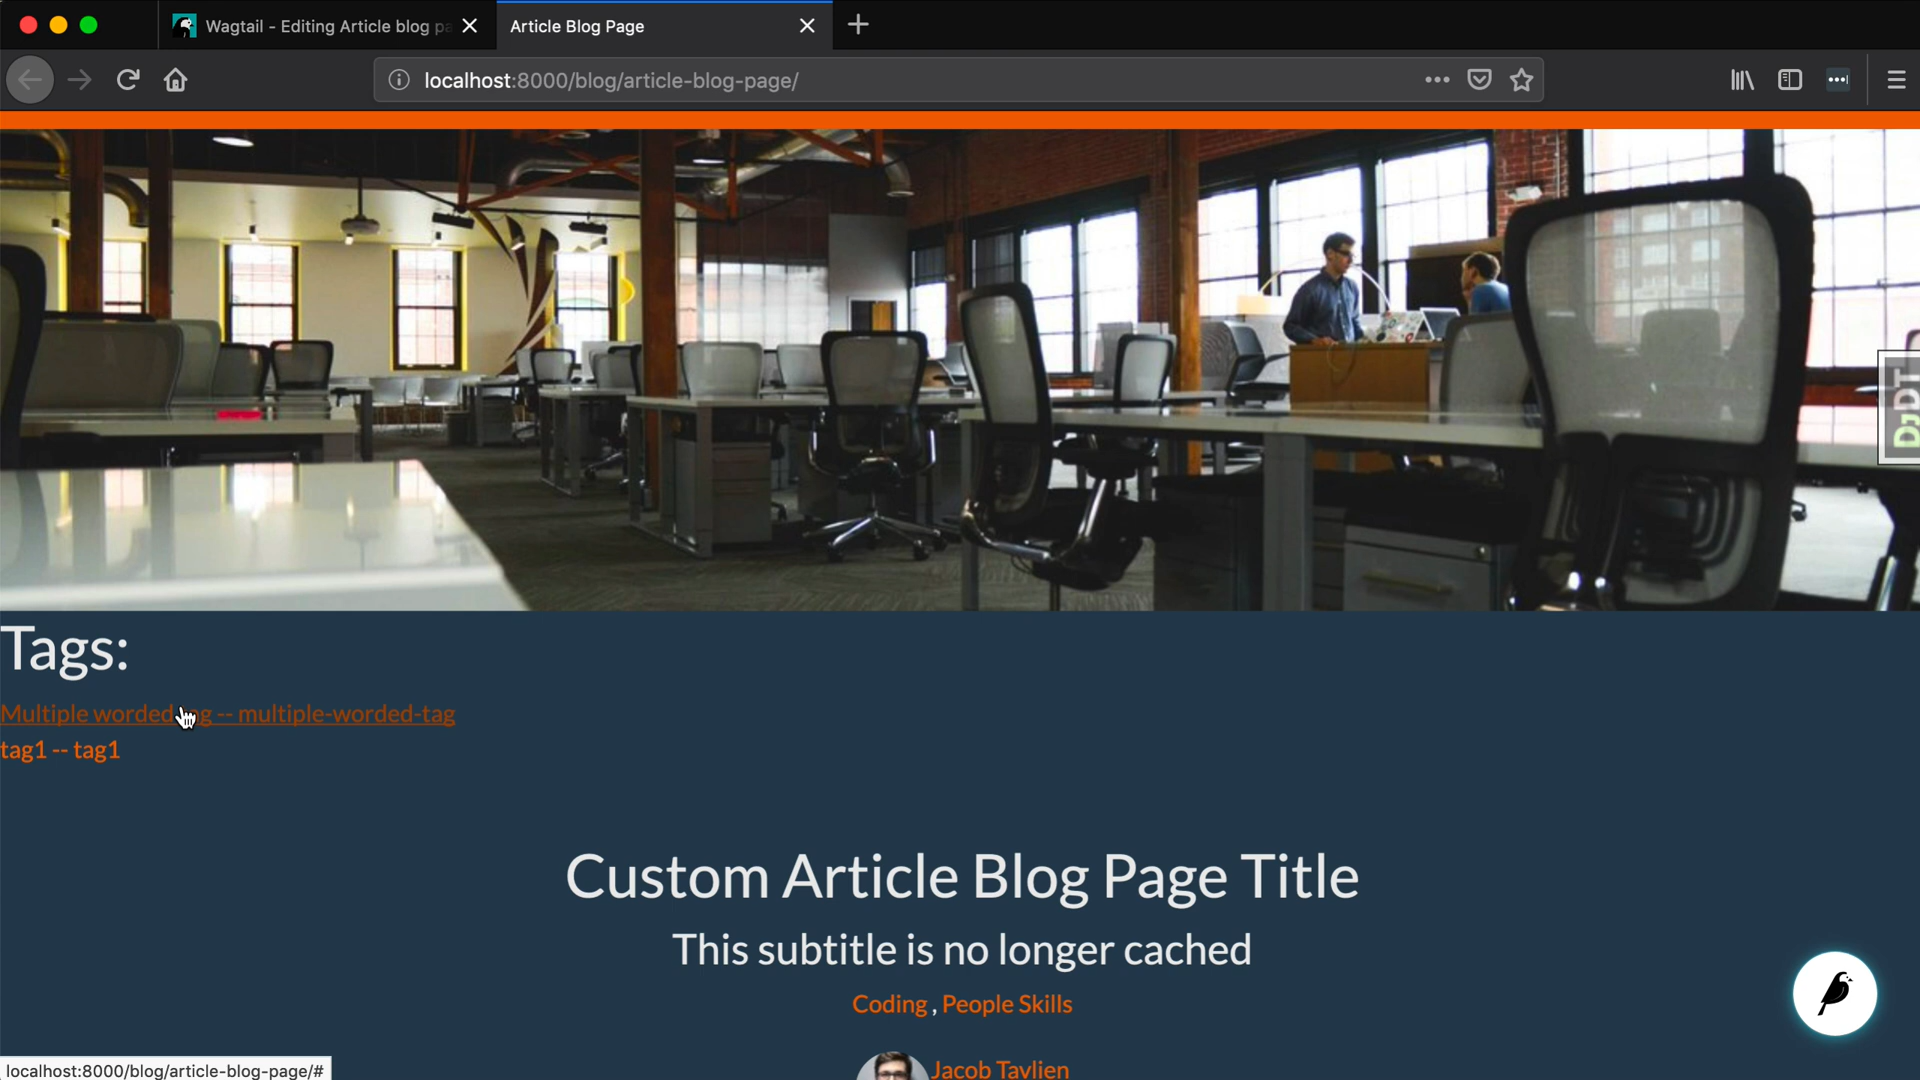 Wagtail - Editing Article blog pa
Article Blog Page
localhost:8000/blog/article-blog-page/
DJDT
Tags:
Multiple worded tag -- multiple-worded-tag
tag1 -- tag1
Custom Article Blog Page Title
This subtitle is no longer cached
Coding , People Skills
Jacob Tavlien
localhost:8000/blog/article-blog-page/#